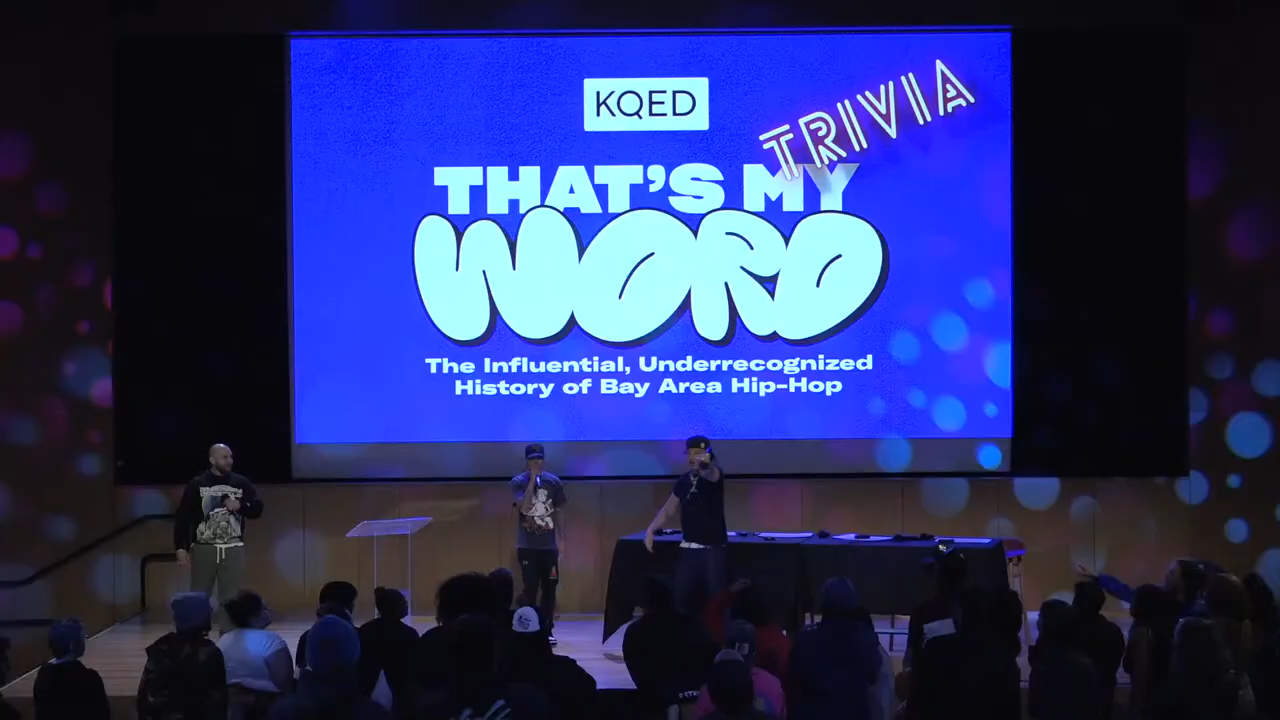 KQED
TRIVIA
THAT'S MY
WORD
The Influential, Underrecognized
History of Bay Area Hip-Hop